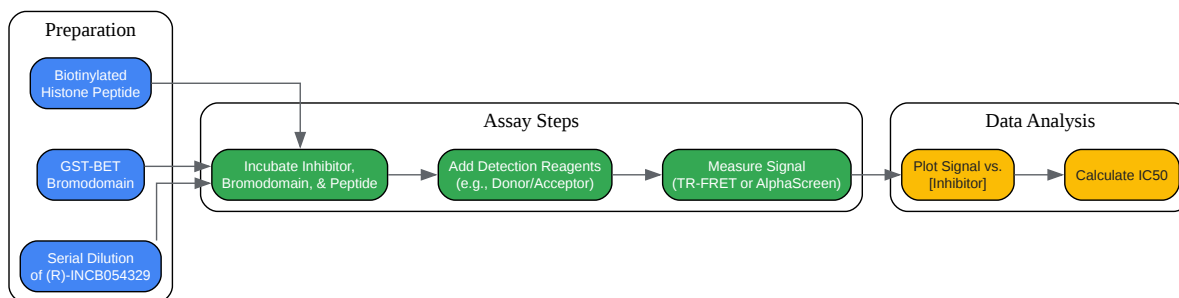 Preparation
Biotinylated
Histone Peptide
GST-BET
Bromodomain
Serial Dilution
of (R)-INCB054329
Assay Steps
Incubate Inhibitor,
Bromodomain, & Peptide
Add Detection Reagents
(e.g., Donor/Acceptor)
Measure Signal
(TR-FRET or AlphaScreen)
Data Analysis
Plot Signal vs.
[Inhibitor]
Calculate IC50